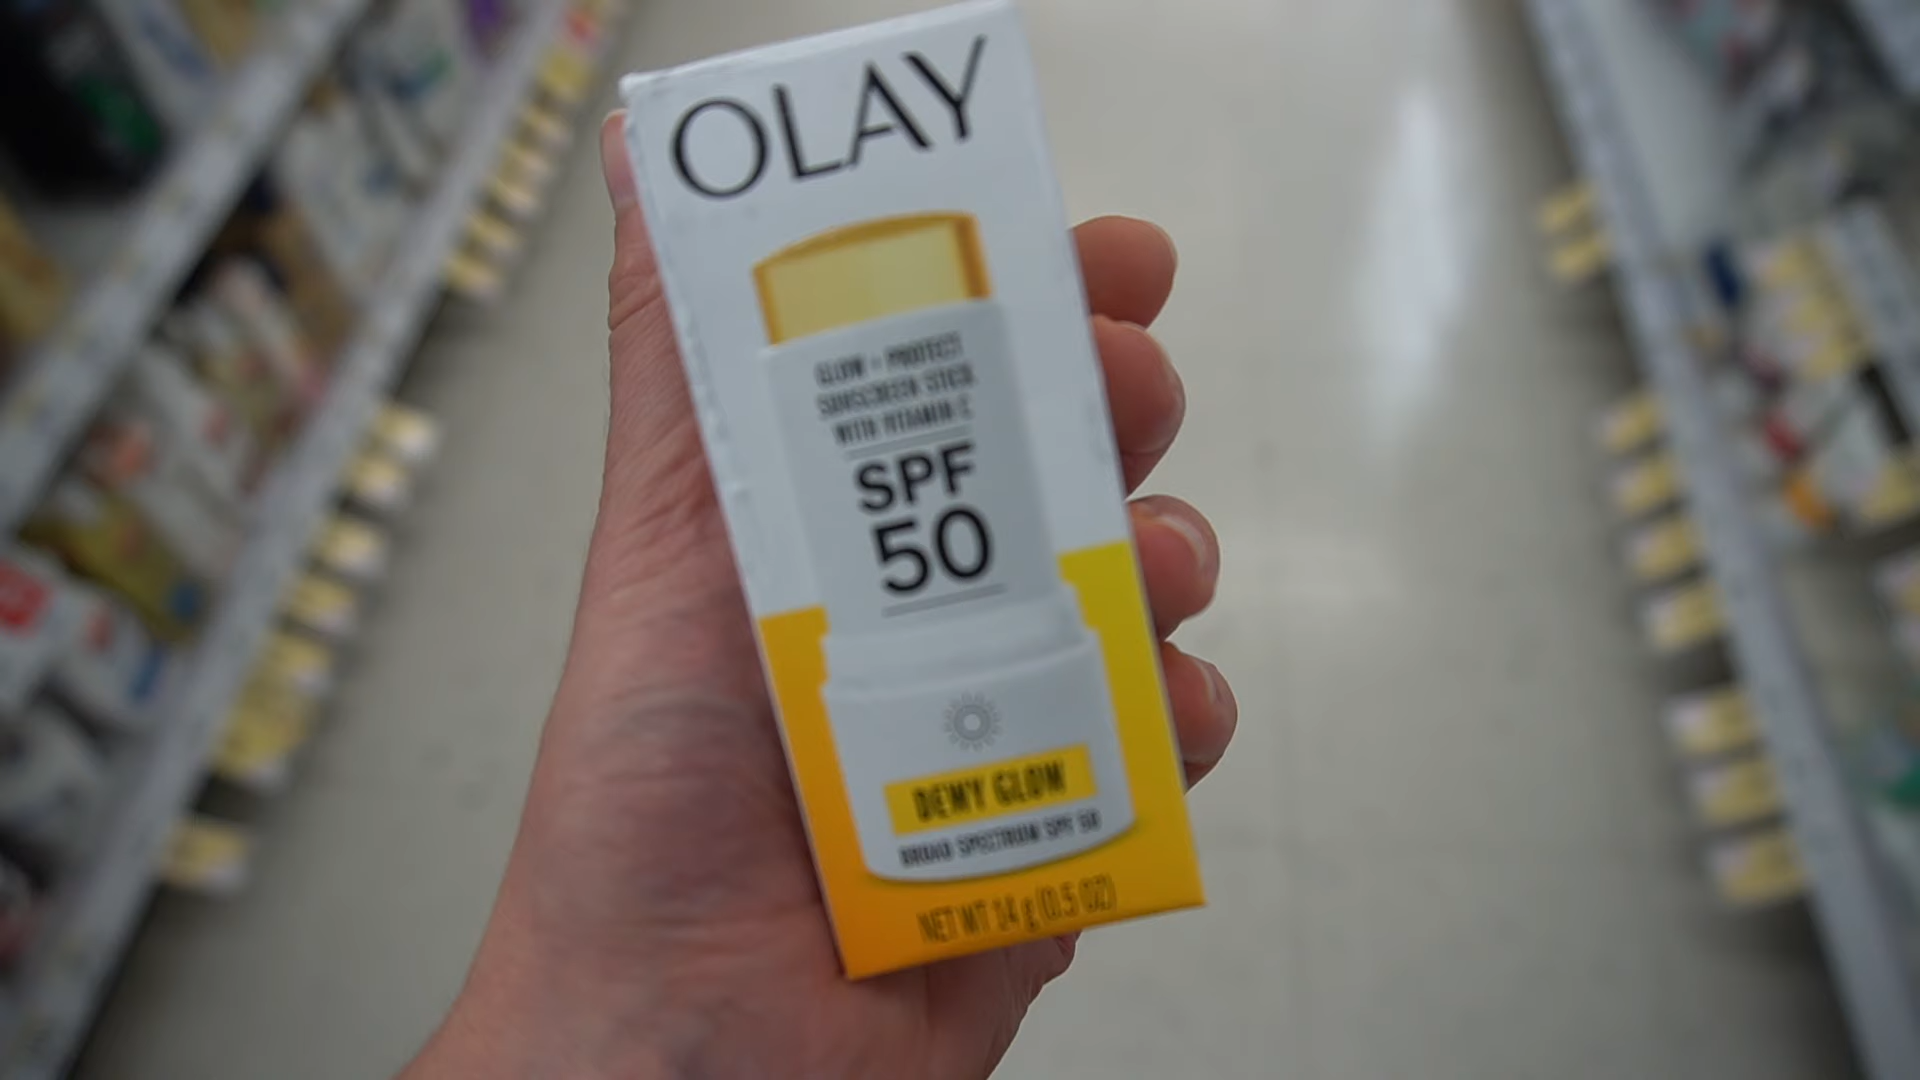 OLAY
GLOW + PROTECT
SUNSCREEN STICK
WITH VITAMIN C
SPF
50
DEWY GLOW
BROAD SPECTRUM SPF 50
NET WT 14 g (0.5 OZ)